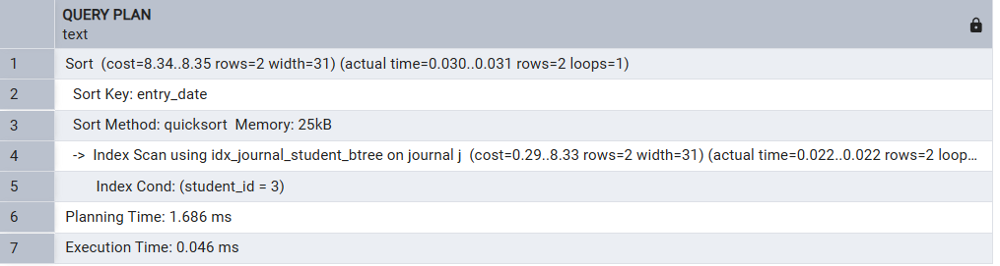 QUERY PLAN
text
1 Sort (cost=8.34..8.35 rows=2 width=31) (actual time=0.030..0.031 rows=2 loops=1)
2 Sort Key: entry_date
3 Sort Method: quicksort Memory: 25kB
4 -> Index Scan using idx_journal_student_btree on journal j (cost=0.29..8.33 rows=2 width=31) (actual time=0.022..0.022 rows=2 loop...
5 Index Cond: (student_id = 3)
6 Planning Time: 1.686 ms
7 Execution Time: 0.046 ms